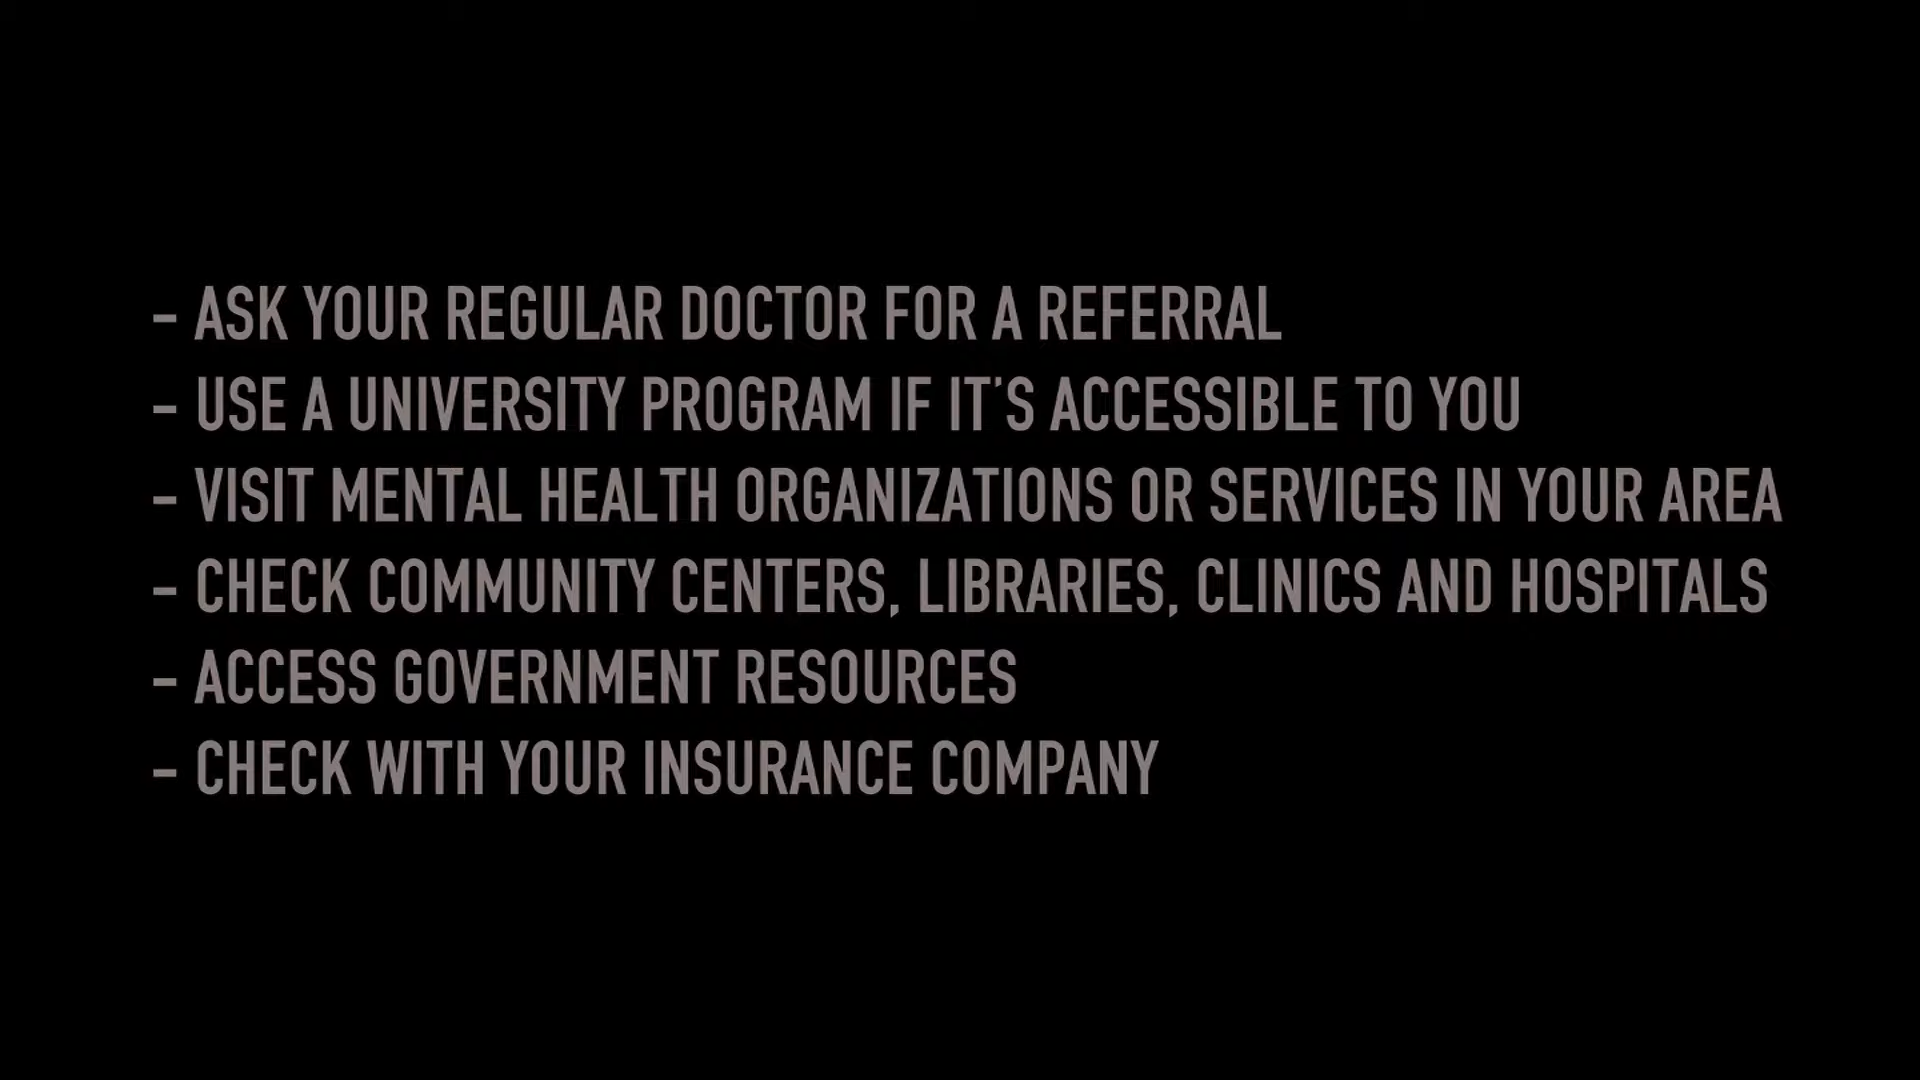 - ASK YOUR REGULAR DOCTOR FOR A REFERRAL
- USE A UNIVERSITY PROGRAM IF IT'S ACCESSIBLE TO YOU
- VISIT MENTAL HEALTH ORGANIZATIONS OR SERVICES IN YOUR AREA
- CHECK COMMUNITY CENTERS, LIBRARIES, CLINICS AND HOSPITALS
- ACCESS GOVERNMENT RESOURCES
- CHECK WITH YOUR INSURANCE COMPANY